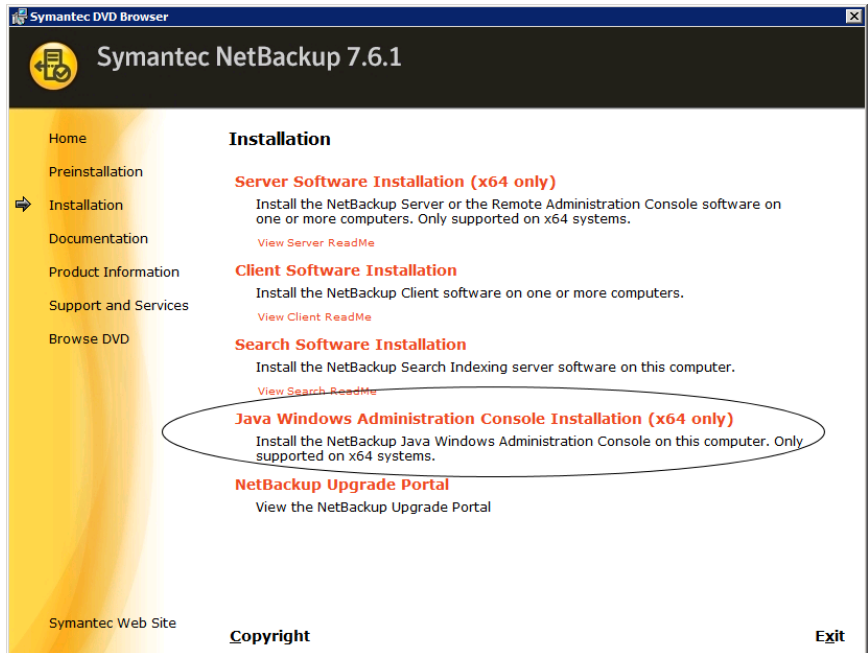 Symantec DVD Browser
Symantec NetBackup 7.6.1
Home
Preinstallation
Installation
Documentation
Product Information
Support and Services
Browse DVD
Symantec Web Site
Installation
Server Software Installation (x64 only)
Install the NetBackup Server or the Remote Administration Console software on
one or more computers. Only supported on x64 systems.
View Server ReadMe
Client Software Installation
Install the NetBackup Client software on one or more computers.
View Client ReadMe
Search Software Installation
Install the NetBackup Search Indexing server software on this computer.
View Search ReadMe
Java Windows Administration Console Installation (x64 only)
Install the NetBackup Java Windows Administration Console on this computer. Only
supported on x64 systems.
NetBackup Upgrade Portal
View the NetBackup Upgrade Portal
Copyright
Exit